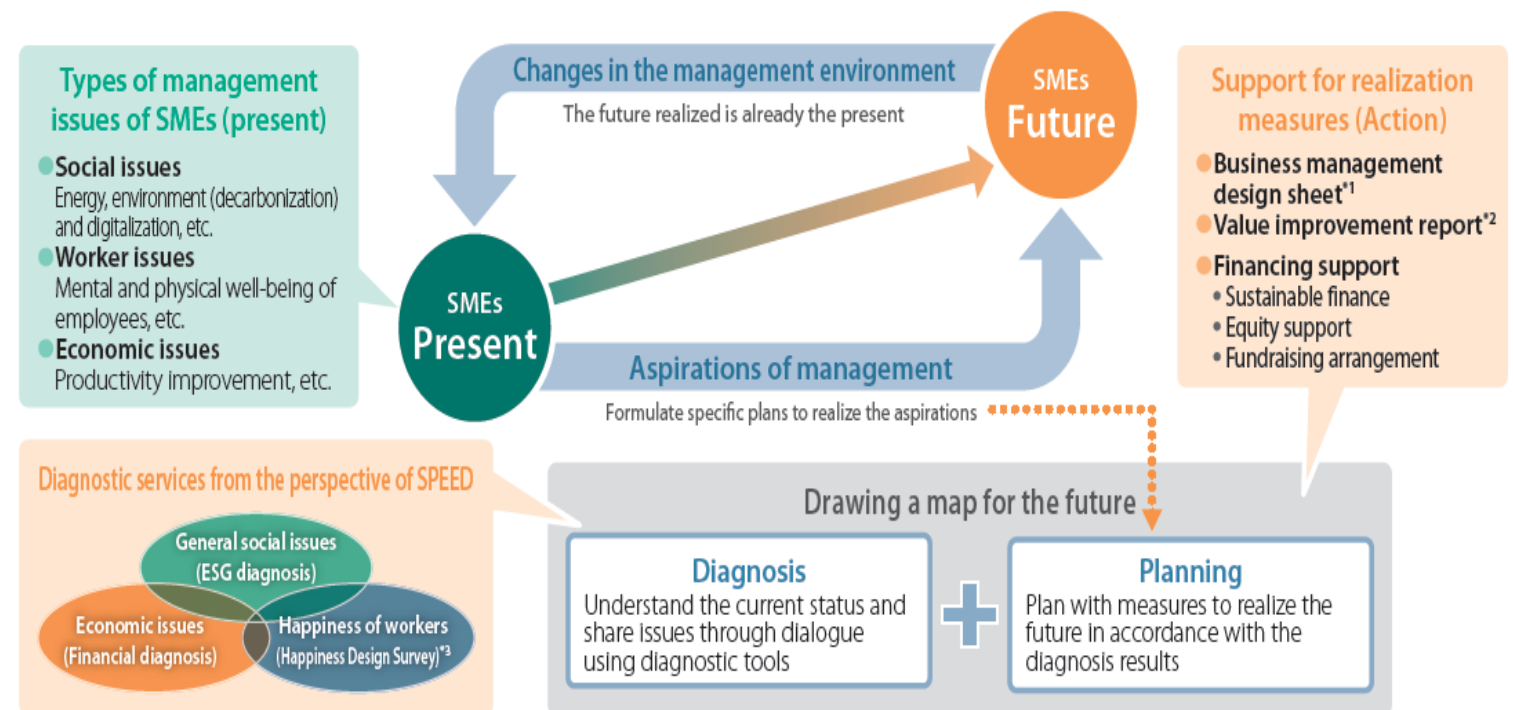 Types of management
issues of SMEs (present)
●Social issues
Energy, environment (decarbonization)
and digitalization, etc.
●Worker issues
Mental and physical well-being of
employees, etc.
●Economic issues
Productivity improvement, etc.
Changes in the management environment
The future realized is already the present
SMEs
Future
SMEs
Present
Aspirations of management
Formulate specific plans to realize the aspirations
Support for realization
measures (Action)
●Business management
design sheet*1
●Value improvement report*2
●Financing support
• Sustainable finance
• Equity support
• Fundraising arrangement
Diagnostic services from the perspective of SPEED
General social issues
(ESG diagnosis)
Economic issues
(Financial diagnosis)
Happiness of workers
(Happiness Design Survey)*3
Drawing a map for the future
Diagnosis
Understand the current status and
share issues through dialogue
using diagnostic tools
+
Planning
Plan with measures to realize the
future in accordance with the
diagnosis results